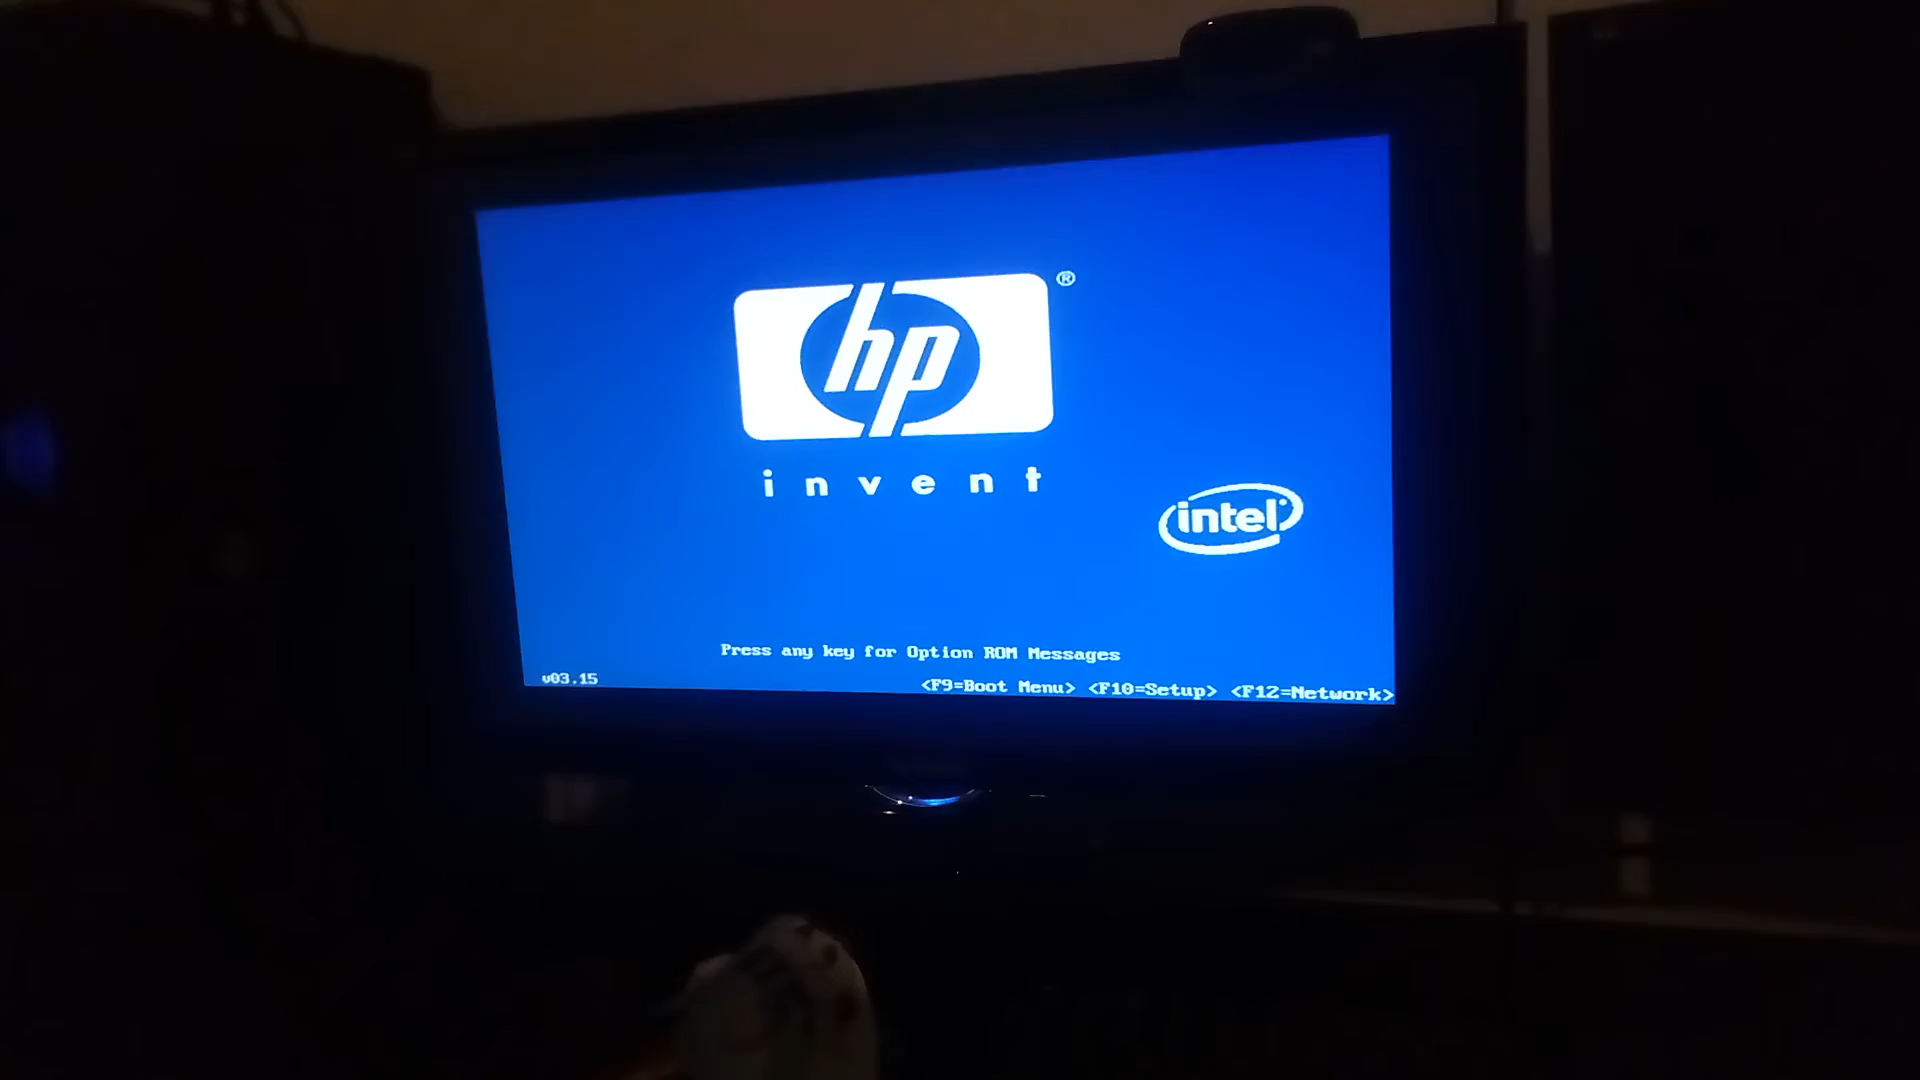 hp®
invent
intel®
Press any key for Option ROM Messages
v03.15
<F9=Boot Menu> <F10=Setup> <F12=Network>